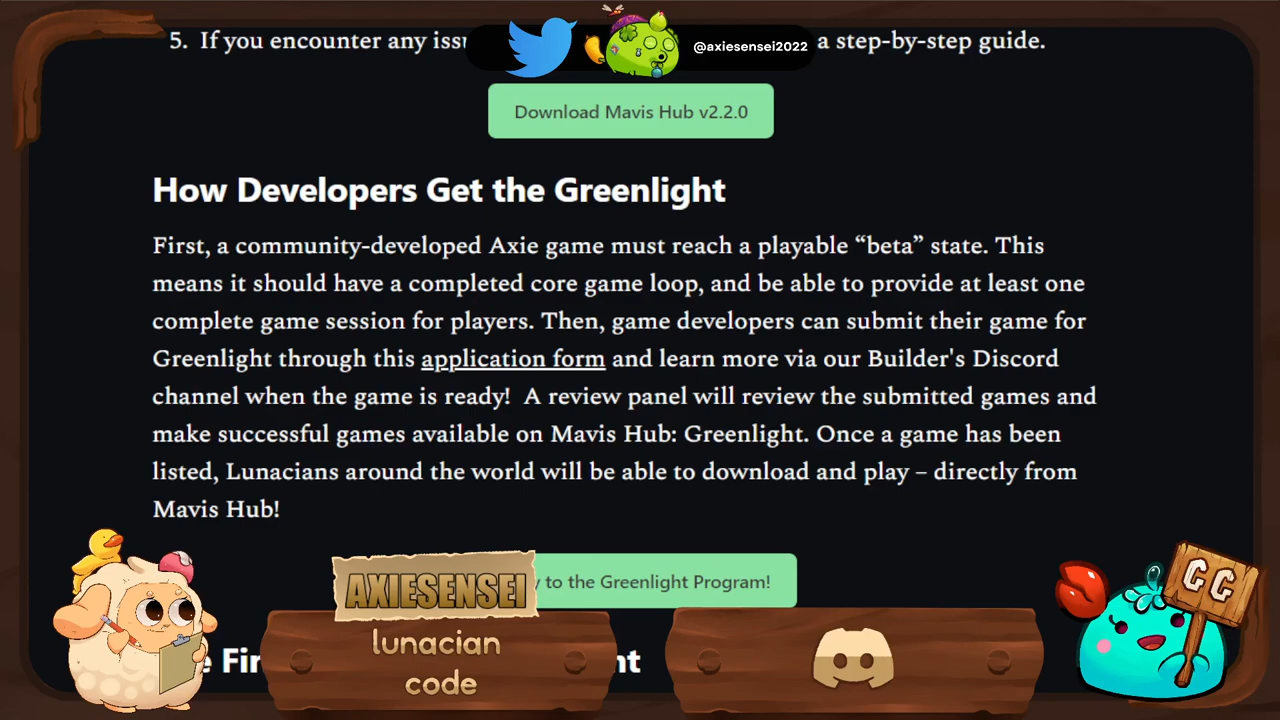 5. If you encounter any issu
a step-by-step guide.
@axiesensei2022
Download Mavis Hub v2.2.0
How Developers Get the Greenlight
First, a community-developed Axie game must reach a playable “beta” state. This
means it should have a completed core game loop, and be able to provide at least one
complete game session for players. Then, game developers can submit their game for
Greenlight through this application form and learn more via our Builder's Discord
channel when the game is ready!  A review panel will review the submitted games and
make successful games available on Mavis Hub: Greenlight. Once a game has been
listed, Lunacians around the world will be able to download and play – directly from
Mavis Hub!
to the Greenlight Program!
AXIESENSEI
lunacian
code
GG